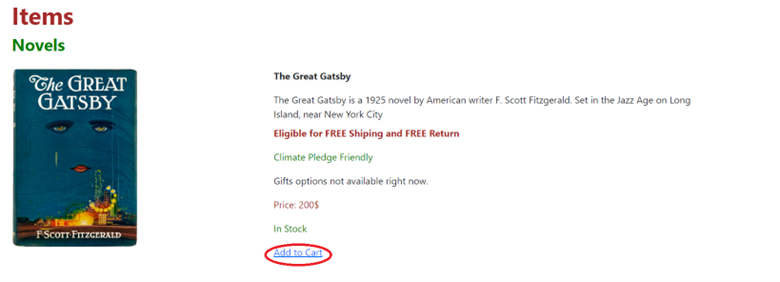 Items
Novels
The GREAT
GATSBY
F. SCOTT FITZGERALD
The Great Gatsby
The Great Gatsby is a 1925 novel by American writer F. Scott Fitzgerald. Set in the Jazz Age on Long
Island, near New York City
Eligible for FREE Shiping and FREE Return
Climate Pledge Friendly
Gifts options not available right now.
Price: 200$
In Stock
Add to Cart